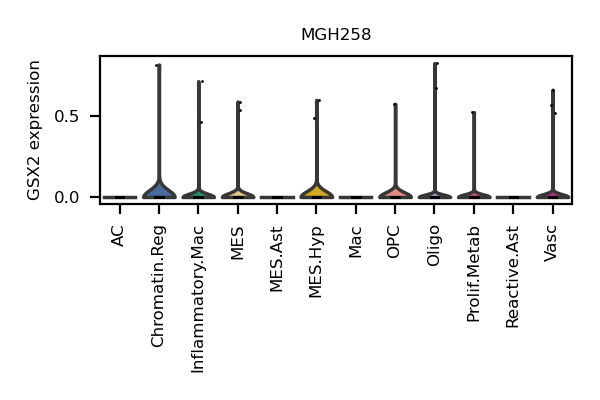 MGH258
GSX2 expression
0.5
0.0
AC
Chromatin.Reg
Inflammatory.Mac
MES
MES.Ast
MES.Hyp
Mac
OPC
Oligo
Prolif.Metab
Reactive.Ast
Vasc